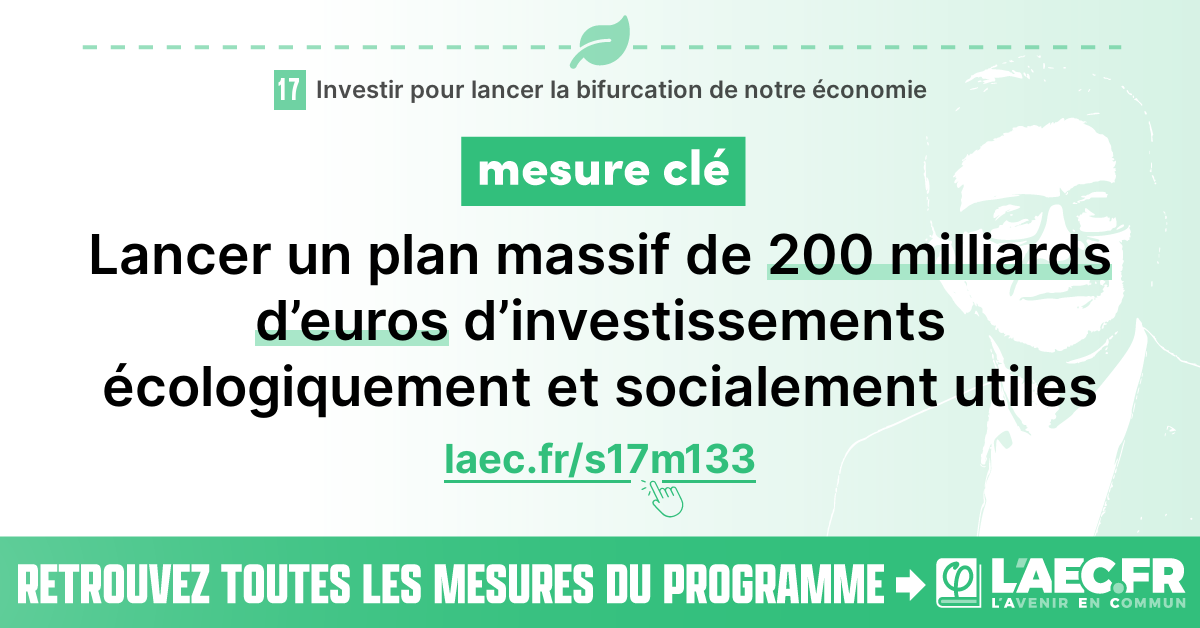 17 Investir pour lancer la bifurcation de notre économie
mesure clé
Lancer un plan massif de 200 milliards
d’euros d’investissements
écologiquement et socialement utiles
laec.fr/s17m133
RETROUVEZ TOUTES LES MESURES DU PROGRAMME
φ L'AEC.FR
L'AVENIR EN COMMUN